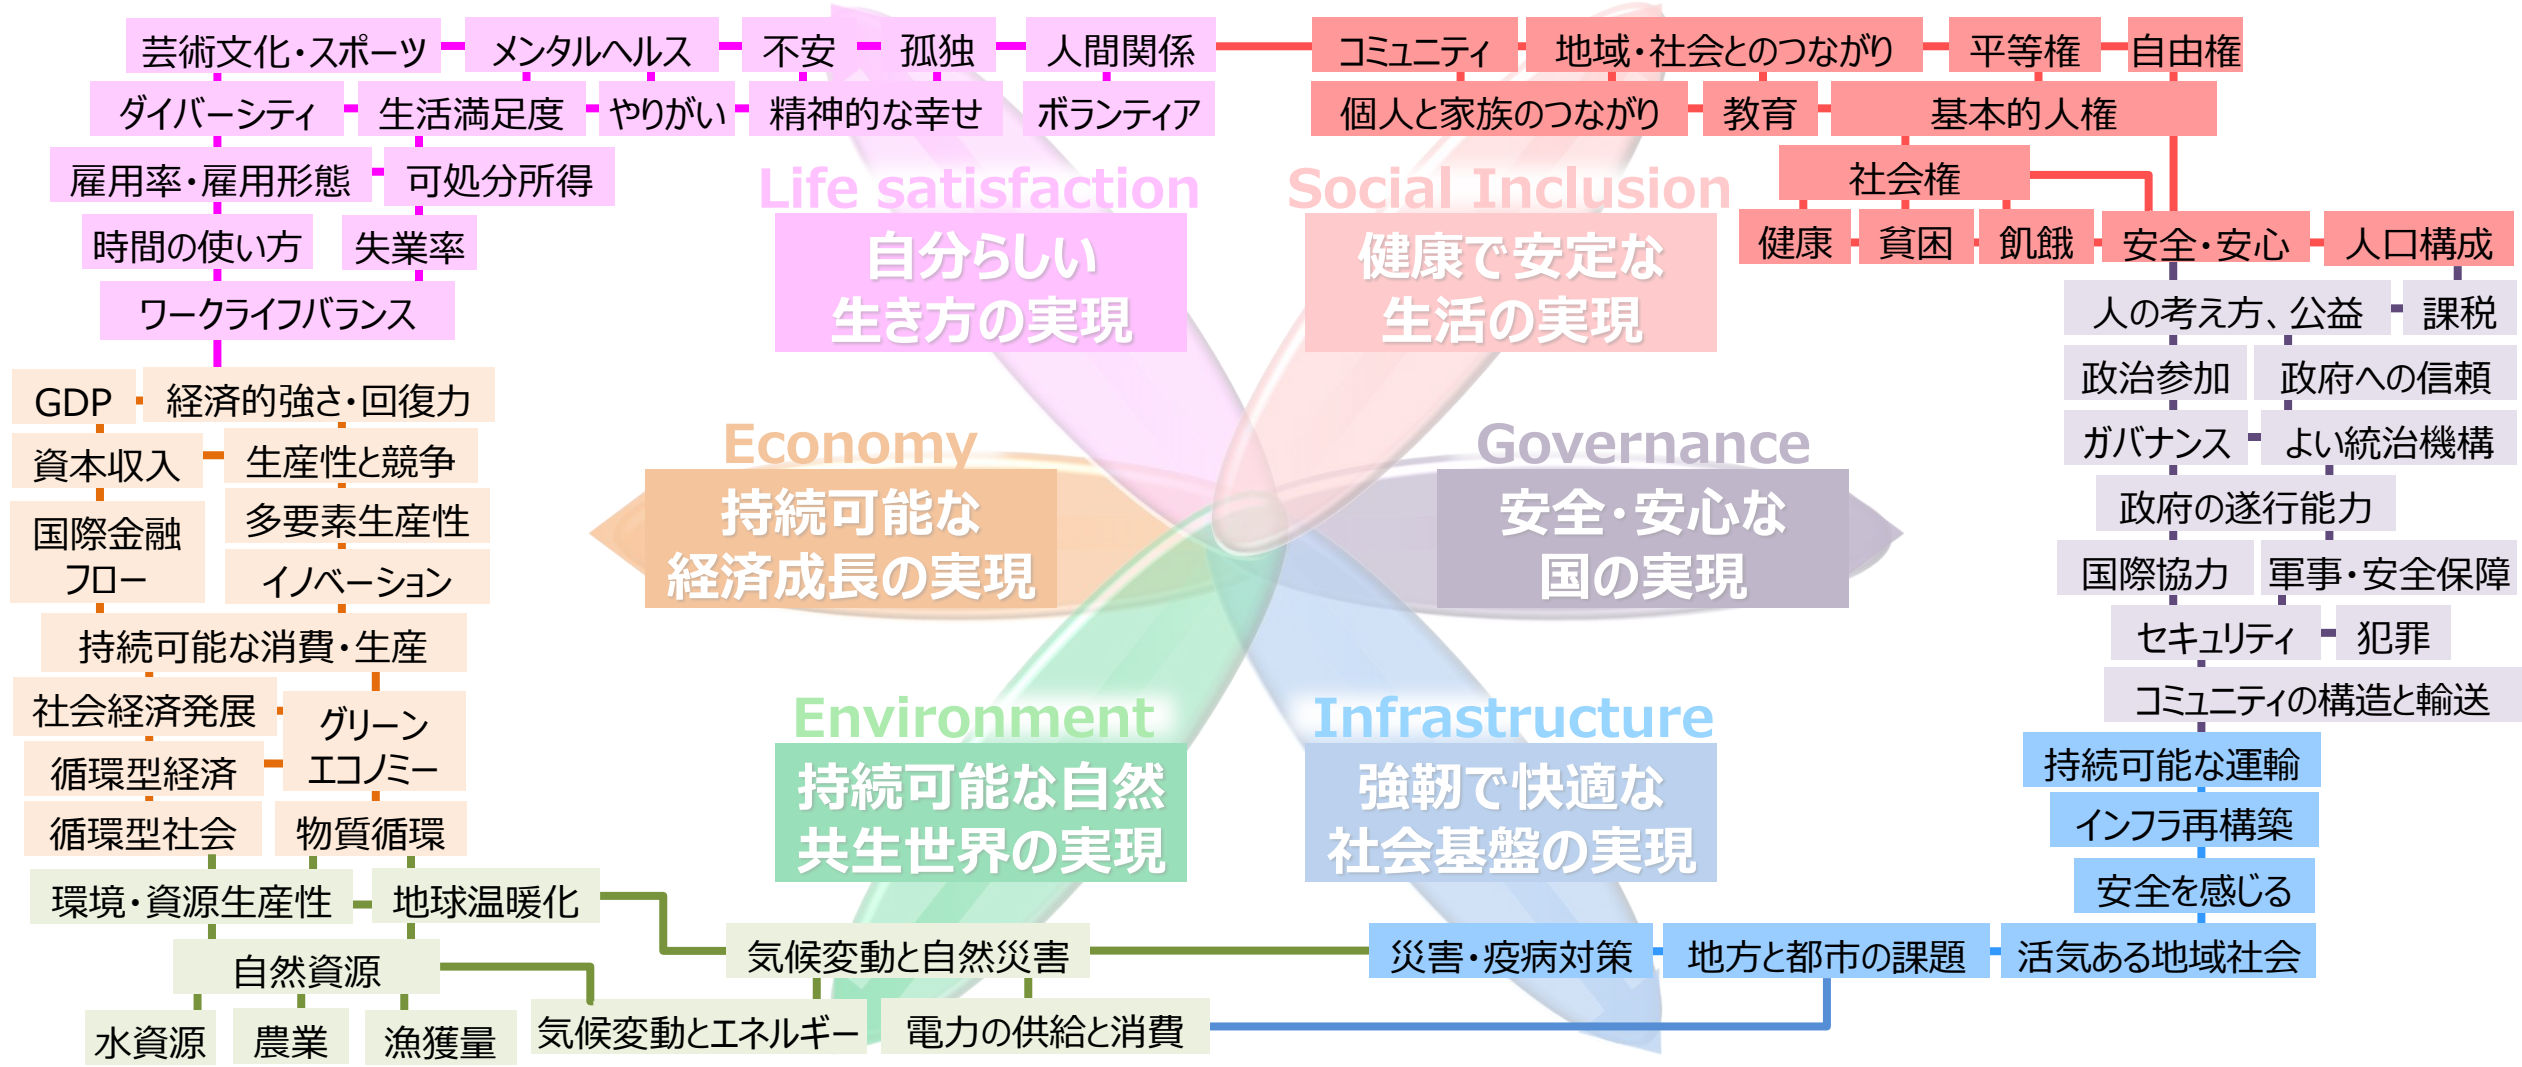 芸術文化・スポーツ
メンタルヘルス
不安
孤独
人間関係
コミュニティ
地域・社会とのつながり
平等権
自由権
ダイバーシティ
生活満足度
やりがい
精神的な幸せ
ボランティア
個人と家族のつながり
教育
基本的人権
雇用率・雇用形態
可処分所得
Life satisfaction
Social Inclusion
社会権
時間の使い方
失業率
自分らしい
生き方の実現
健康で安定な
生活の実現
健康
貧困
飢餓
安全・安心
人口構成
ワークライフバランス
人の考え方、公益
課税
GDP
経済的強さ・回復力
政治参加
政府への信頼
資本収入
生産性と競争
Economy
Governance
ガバナンス
よい統治機構
国際金融
フロー
多要素生産性
持続可能な
経済成長の実現
安全・安心な
国の実現
政府の遂行能力
イノベーション
国際協力
軍事・安全保障
持続可能な消費・生産
セキュリティ
犯罪
社会経済発展
グリーン
エコノミー
Environment
Infrastructure
コミュニティの構造と輸送
循環型経済
持続可能な自然
共生世界の実現
強靭で快適な
社会基盤の実現
持続可能な運輸
循環型社会
物質循環
インフラ再構築
環境・資源生産性
地球温暖化
安全を感じる
自然資源
気候変動と自然災害
災害・疫病対策
地方と都市の課題
活気ある地域社会
水資源
農業
漁獲量
気候変動とエネルギー
電力の供給と消費